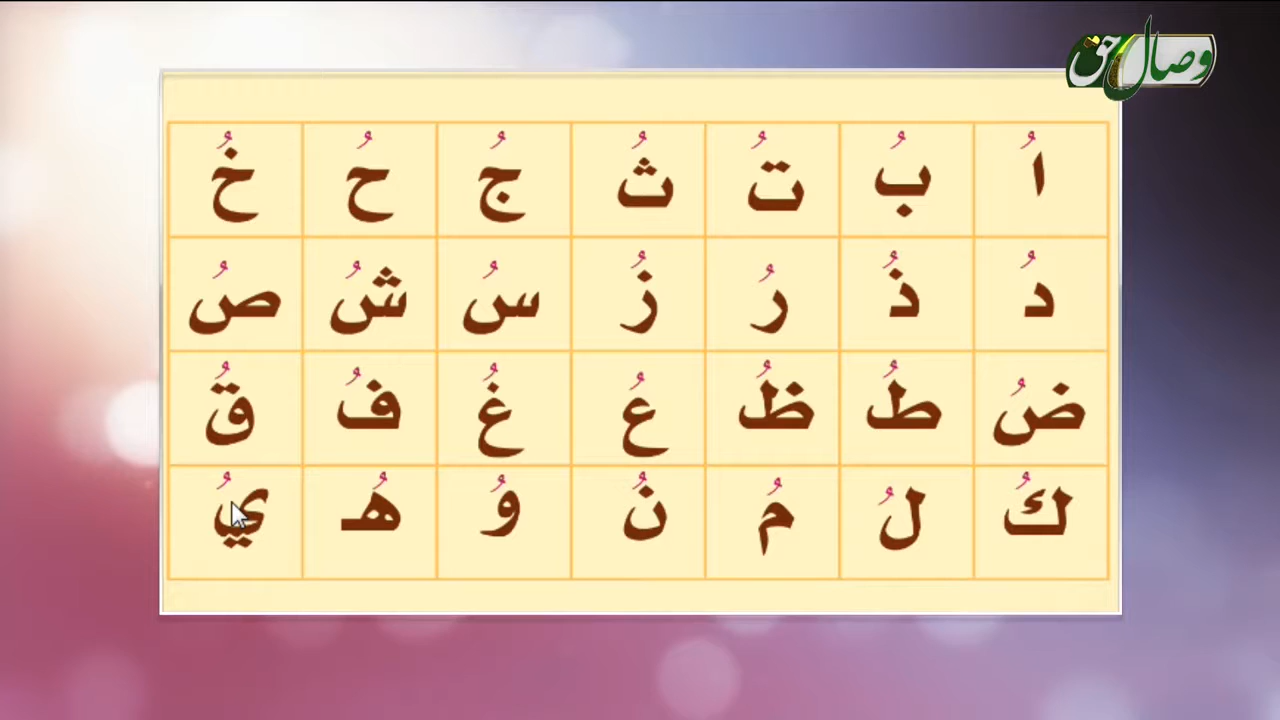 وصال حق
اُ بُ تُ ثُ جُ حُ خُ
دُ ذُ رُ زُ سُ شُ صُ
ضُ طُ ظُ عُ غُ فُ قُ
كُ لُ مُ نُ وُ هُـ يُ